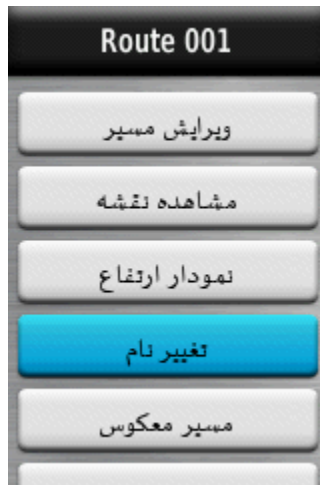 Route 001
ویرایش مسیر
مشاهده نقشه
نمودار ارتفاع
تغییر نام
مسیر معکوس